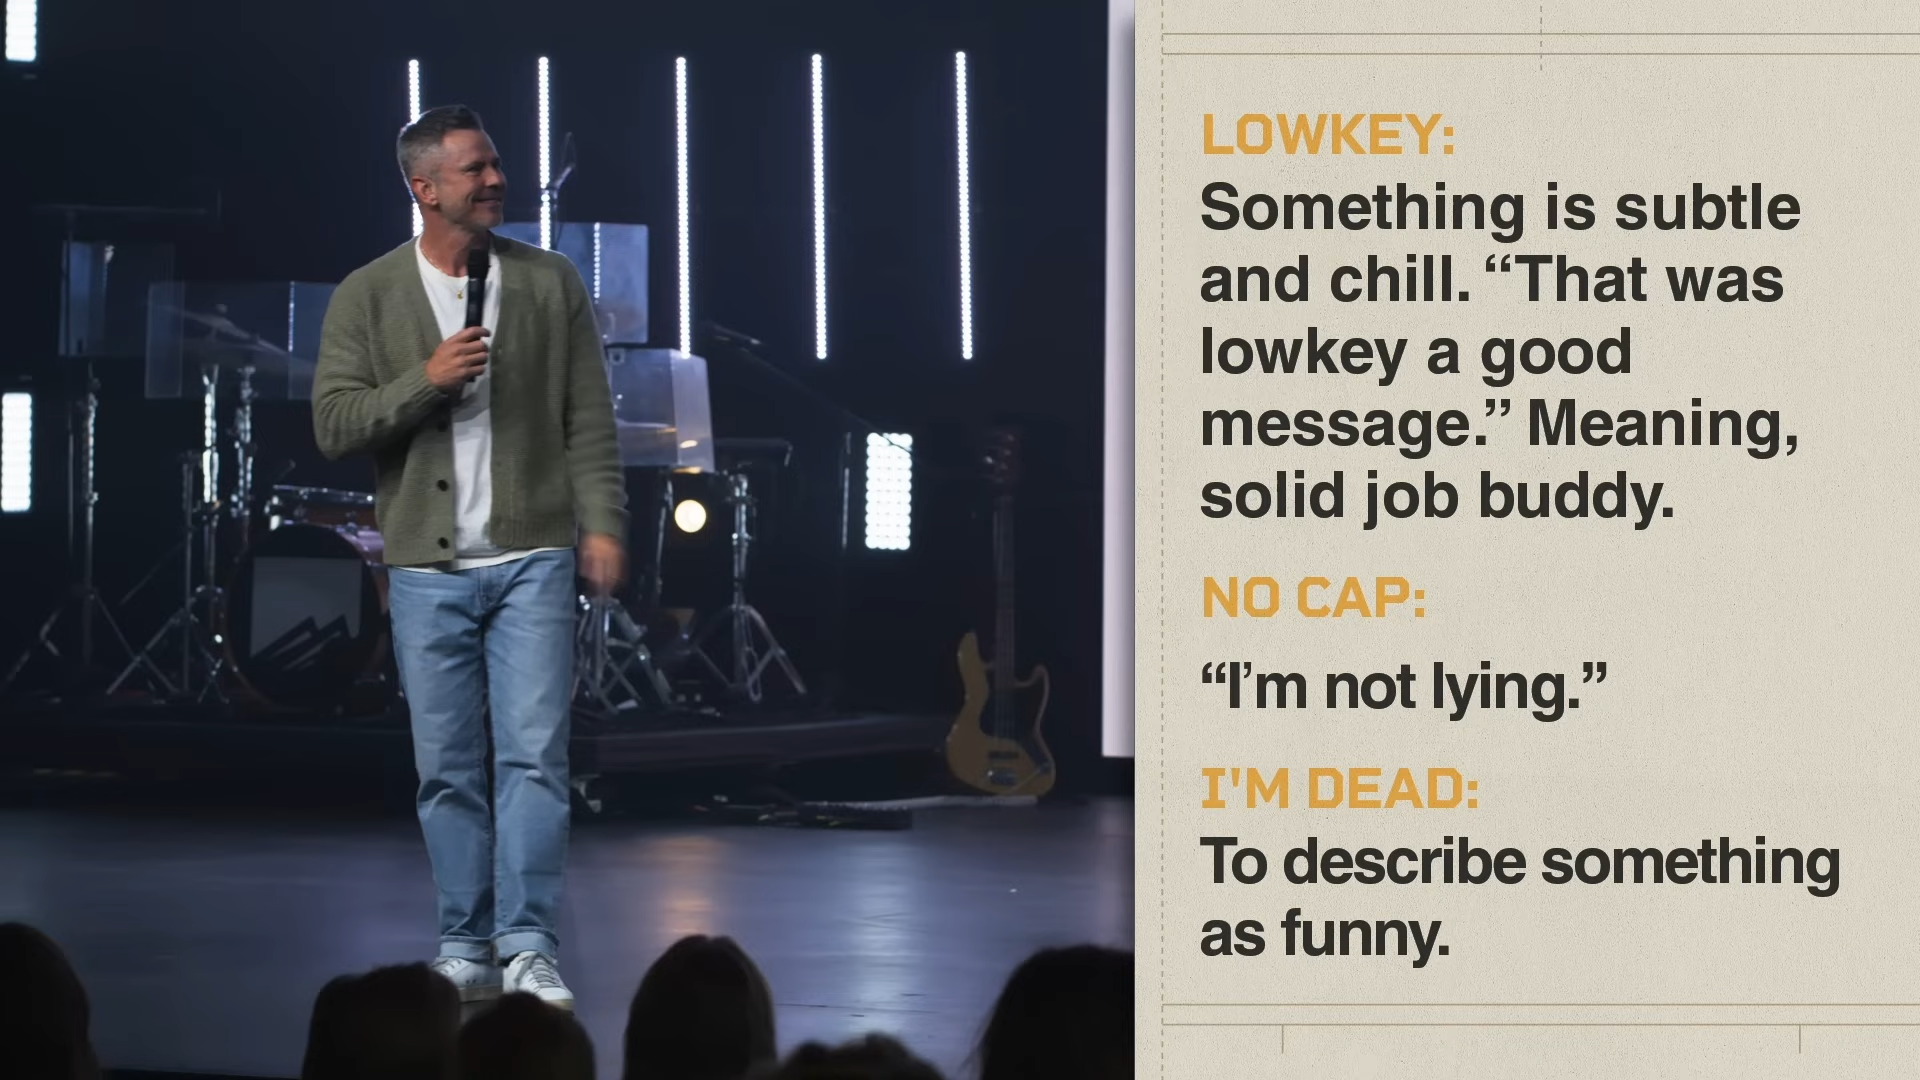 LOWKEY:
Something is subtle
and chill. “That was
lowkey a good
message.” Meaning,
solid job buddy.
NO CAP:
“I’m not lying.”
I'M DEAD:
To describe something
as funny.